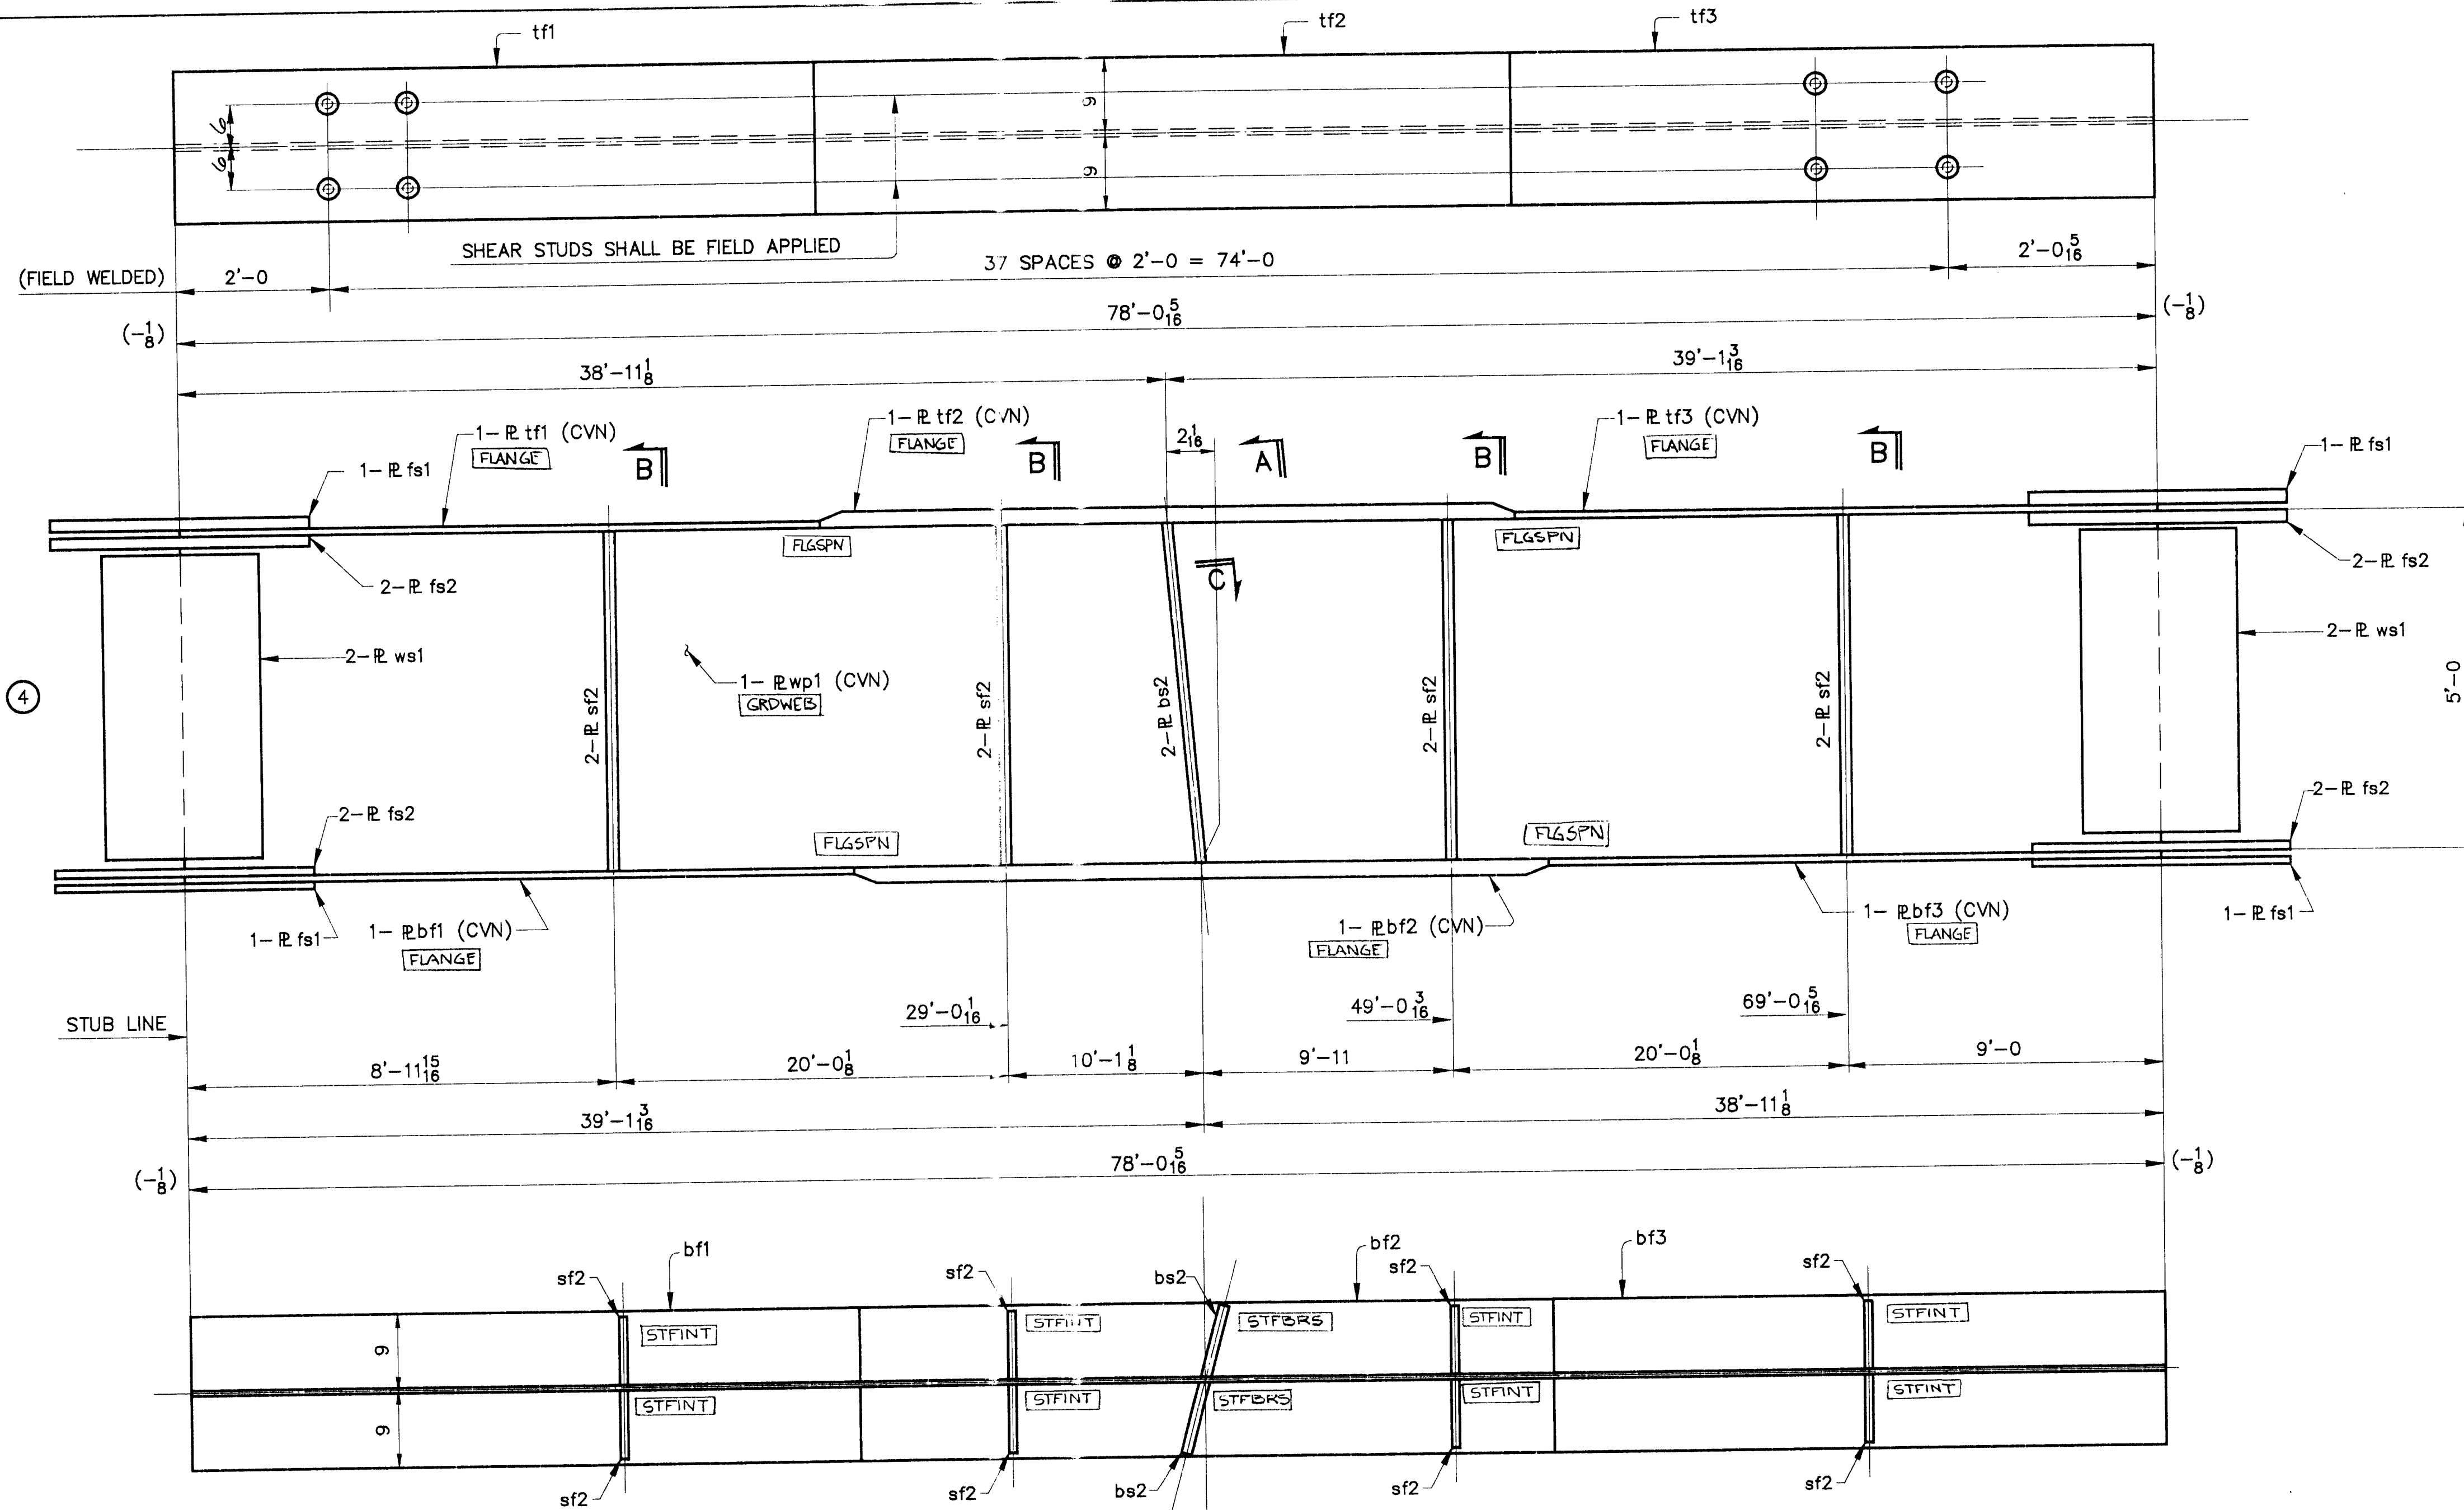 tf1
tf2
tf3
6
6
9
9
SHEAR STUDS SHALL BE FIELD APPLIED
(FIELD WELDED)
2'-0
37 SPACES @ 2'-0 = 74'-0
2'-0 5/16
(-1/8)
78'-0 5/16
(-1/8)
38'-11 1/8
39'-1 3/16
1- PL tf1 (CVN)
FLANGE
1- PL tf2 (CVN)
FLANGE
2 1/16
1- PL tf3 (CVN)
FLANGE
B
B
A
B
B
1- PL fs1
1- PL fs1
FLGSPN
FLGSPN
2- PL fs2
2- PL fs2
C
2- PL ws1
2- PL ws1
4
2- PL sf2
1- PL wp1 (CVN)
GRDWEB
2- PL sf2
2- PL bs2
2- PL sf2
2- PL sf2
5'-0
2- PL fs2
2- PL fs2
FLGSPN
FLGSPN
1- PL fs1
1- PL bf1 (CVN)
FLANGE
1- PL bf2 (CVN)
FLANGE
1- PL bf3 (CVN)
FLANGE
1- PL fs1
STUB LINE
29'-0 1/16
49'-0 3/16
69'-0 5/16
8'-11 15/16
20'-0 1/8
10'-1 1/8
9'-11
20'-0 1/8
9'-0
39'-1 3/16
38'-11 1/8
(-1/8)
78'-0 5/16
(-1/8)
bf1
bf2
bf3
sf2
sf2
bs2
sf2
sf2
STFINT
STFINT
STFBRS
STFINT
STFINT
9
9
STFINT
STFINT
STFBRS
STFINT
STFINT
sf2
sf2
bs2
sf2
sf2